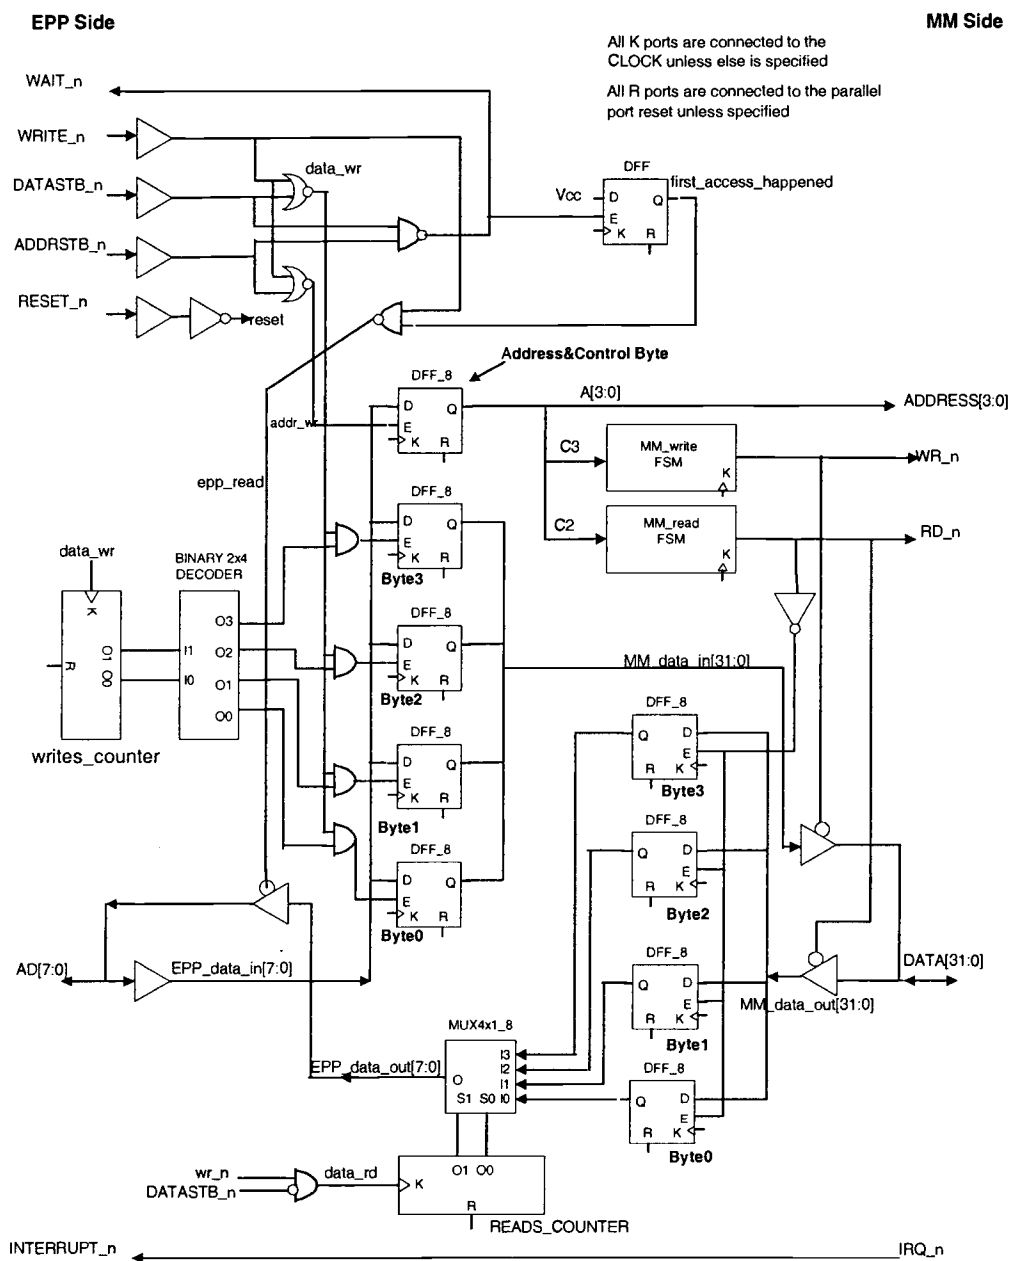 EPP Side
MM Side
All K ports are connected to the
CLOCK unless else is specified
All R ports are connected to the parallel
port reset unless specified
WAIT_n
WRITE_n
DATASTB_n
ADDRSTB_n
RESET_n
data_wr
reset
DFF
Vcc
D
Q
E
K
R
first_access_happened
Address&Control Byte
DFF_8
D
Q
E
K
R
addr_wr
A[3:0]
ADDRESS[3:0]
C3
MM_write
FSM
K
WR_n
C2
MM_read
FSM
K
RD_n
epp_read
DFF_8
D
Q
E
K
R
Byte3
data_wr
K
R
O1
O0
writes_counter
BINARY 2x4
DECODER
I1
I0
O3
O2
O1
O0
DFF_8
D
Q
E
K
R
Byte2
MM_data_in[31:0]
DFF_8
D
Q
E
K
R
Byte1
DFF_8
D
Q
E
K
R
Byte0
DFF_8
Q
D
E
R
K
Byte3
DFF_8
Q
D
E
R
K
Byte2
DFF_8
Q
D
E
R
K
Byte1
DFF_8
Q
D
E
R
K
Byte0
AD[7:0]
EPP_data_in[7:0]
DATA[31:0]
MM_data_out[31:0]
MUX4x1_8
I3
I2
I1
I0
O
S1
S0
EPP_data_out[7:0]
wr_n
DATASTB_n
data_rd
O1
O0
K
R
READS_COUNTER
INTERRUPT_n
IRQ_n